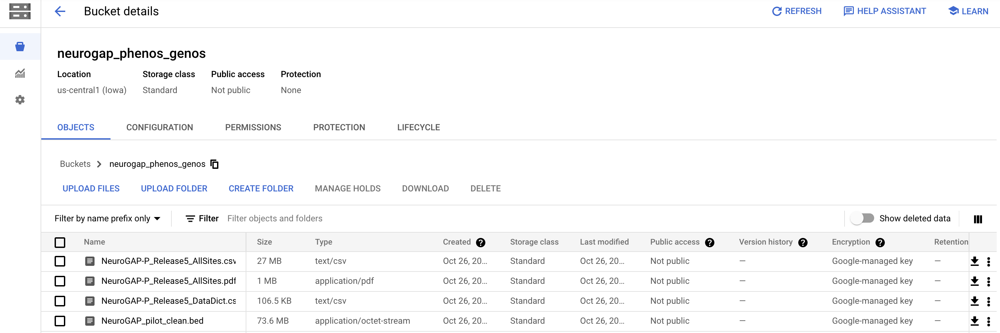 Bucket details REFRESH HELP ASSISTANT LEARN
neurogap_phenos_genos
Location Storage class Public access Protection
us-central1 (Iowa) Standard Not public None
OBJECTS CONFIGURATION PERMISSIONS PROTECTION LIFECYCLE
Buckets neurogap_phenos_genos
UPLOAD FILES UPLOAD FOLDER CREATE FOLDER MANAGE HOLDS DOWNLOAD DELETE
Filter by name prefix only Filter Filter objects and folders Show deleted data
Name Size Type Created ? Storage class Last modified Public access ? Version history ? Encryption ? Retention
NeuroGAP-P_Release5_AllSites.csv 27 MB text/csv Oct 26, 20... Standard Oct 26, 20... Not public — Google-managed key —
NeuroGAP-P_Release5_AllSites.pdf 1 MB application/pdf Oct 26, 20... Standard Oct 26, 20... Not public — Google-managed key —
NeuroGAP-P_Release5_DataDict.cs 106.5 KB text/csv Oct 26, 20... Standard Oct 26, 20... Not public — Google-managed key —
NeuroGAP_pilot_clean.bed 73.6 MB application/octet-stream Oct 26, 20... Standard Oct 26, 20... Not public — Google-managed key —